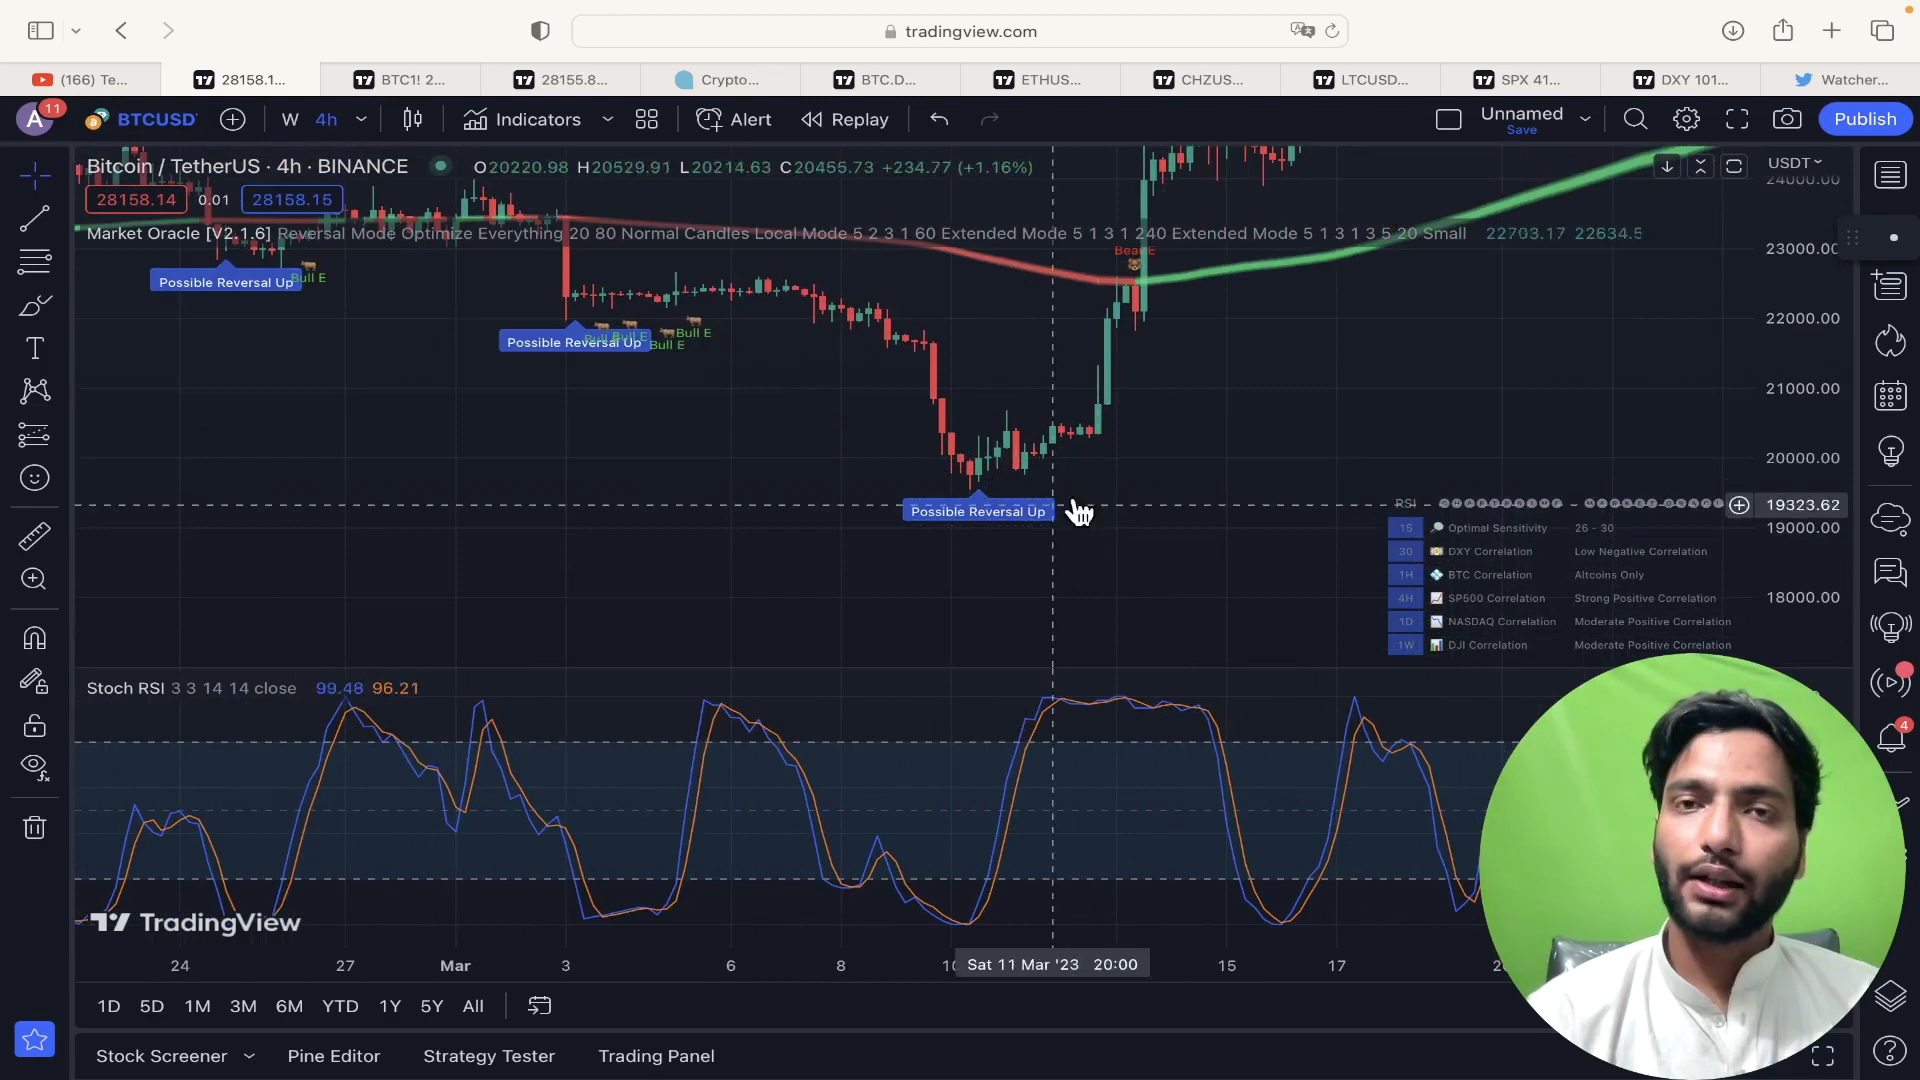 tradingview.com
(166) Te...
28158.1...
BTC1! 2...
28155.8...
Crypto...
BTC.D...
ETHUS...
CHZUS...
LTCUSD...
SPX 41...
DXY 101...
Watcher...
A
11
BTCUSD
W
4h
Indicators
Alert
Replay
Unnamed
Save
Publish
Bitcoin / TetherUS · 4h · BINANCE
O20220.98 H20529.91 L20214.63 C20455.73 +234.77 (+1.16%)
USDT
28158.14
0.01
28158.15
24000.00
Market Oracle [V2.1.6] Reversal Mode Optimize Everything 20 80 Normal Candles Local Mode 5 2 3 1 60 Extended Mode 5 1 3 1 240 Extended Mode 5 1 3 1 3 5 20 Small 22703.17 22634.5
23000.00
Bear E
Possible Reversal Up
Bull E
22000.00
Possible Reversal Up
Bull E
Bull E
Bull E
Bull E
21000.00
20000.00
Possible Reversal Up
RSI
CHARTPRIME MARKET ORACL
19323.62
15 Optimal Sensitivity 26 - 30
19000.00
30 DXY Correlation Low Negative Correlation
1H BTC Correlation Altcoins Only
4H SP500 Correlation Strong Positive Correlation
18000.00
1D NASDAQ Correlation Moderate Positive Correlation
1W DJI Correlation Moderate Positive Correlation
Stoch RSI 3 3 14 14 close 99.48 96.21
4
TradingView
24
27
Mar
3
6
8
10
Sat 11 Mar '23 20:00
15
17
1D
5D
1M
3M
6M
YTD
1Y
5Y
All
Stock Screener
Pine Editor
Strategy Tester
Trading Panel